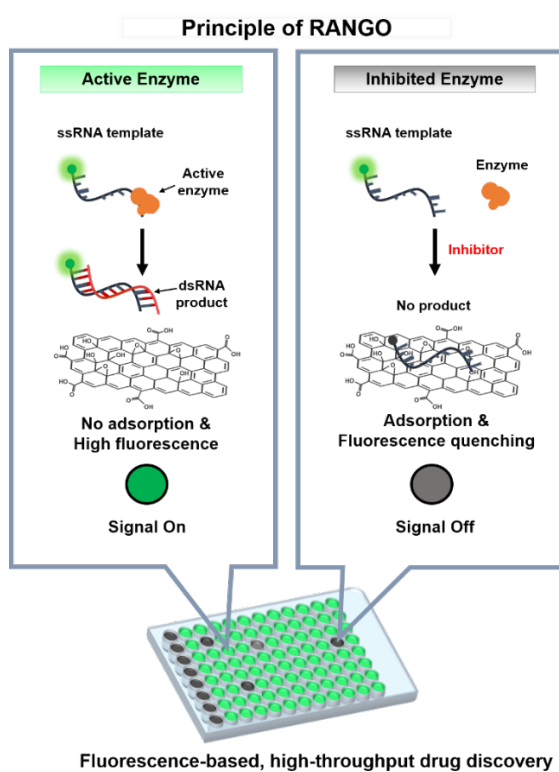 Principle of RANGO
Active Enzyme
ssRNA template
Active
enzyme
dsRNA
product
No adsorption &
High fluorescence
Signal On
Inhibited Enzyme
ssRNA template
Enzyme
Inhibitor
No product
Adsorption &
Fluorescence quenching
Signal Off
Fluorescence-based, high-throughput drug discovery